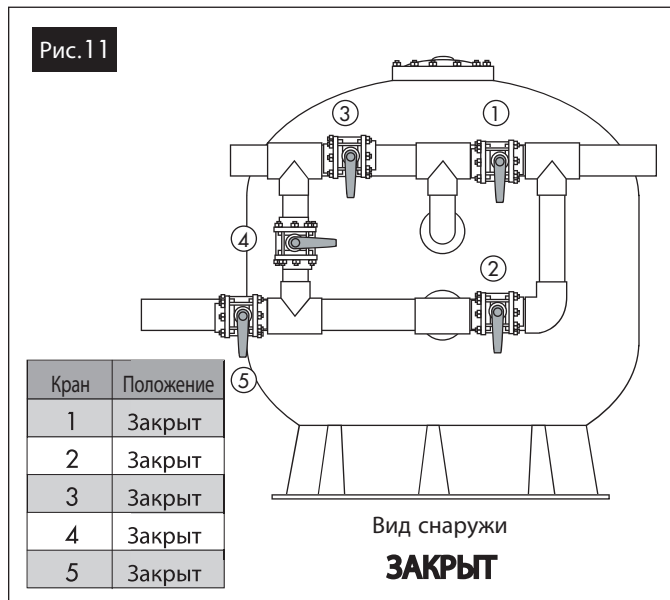 Рис.11
3
1
4
2
5
Кран Положение
1 Закрыт
2 Закрыт
3 Закрыт
4 Закрыт
5 Закрыт
Вид снаружи
ЗАКРЫТ